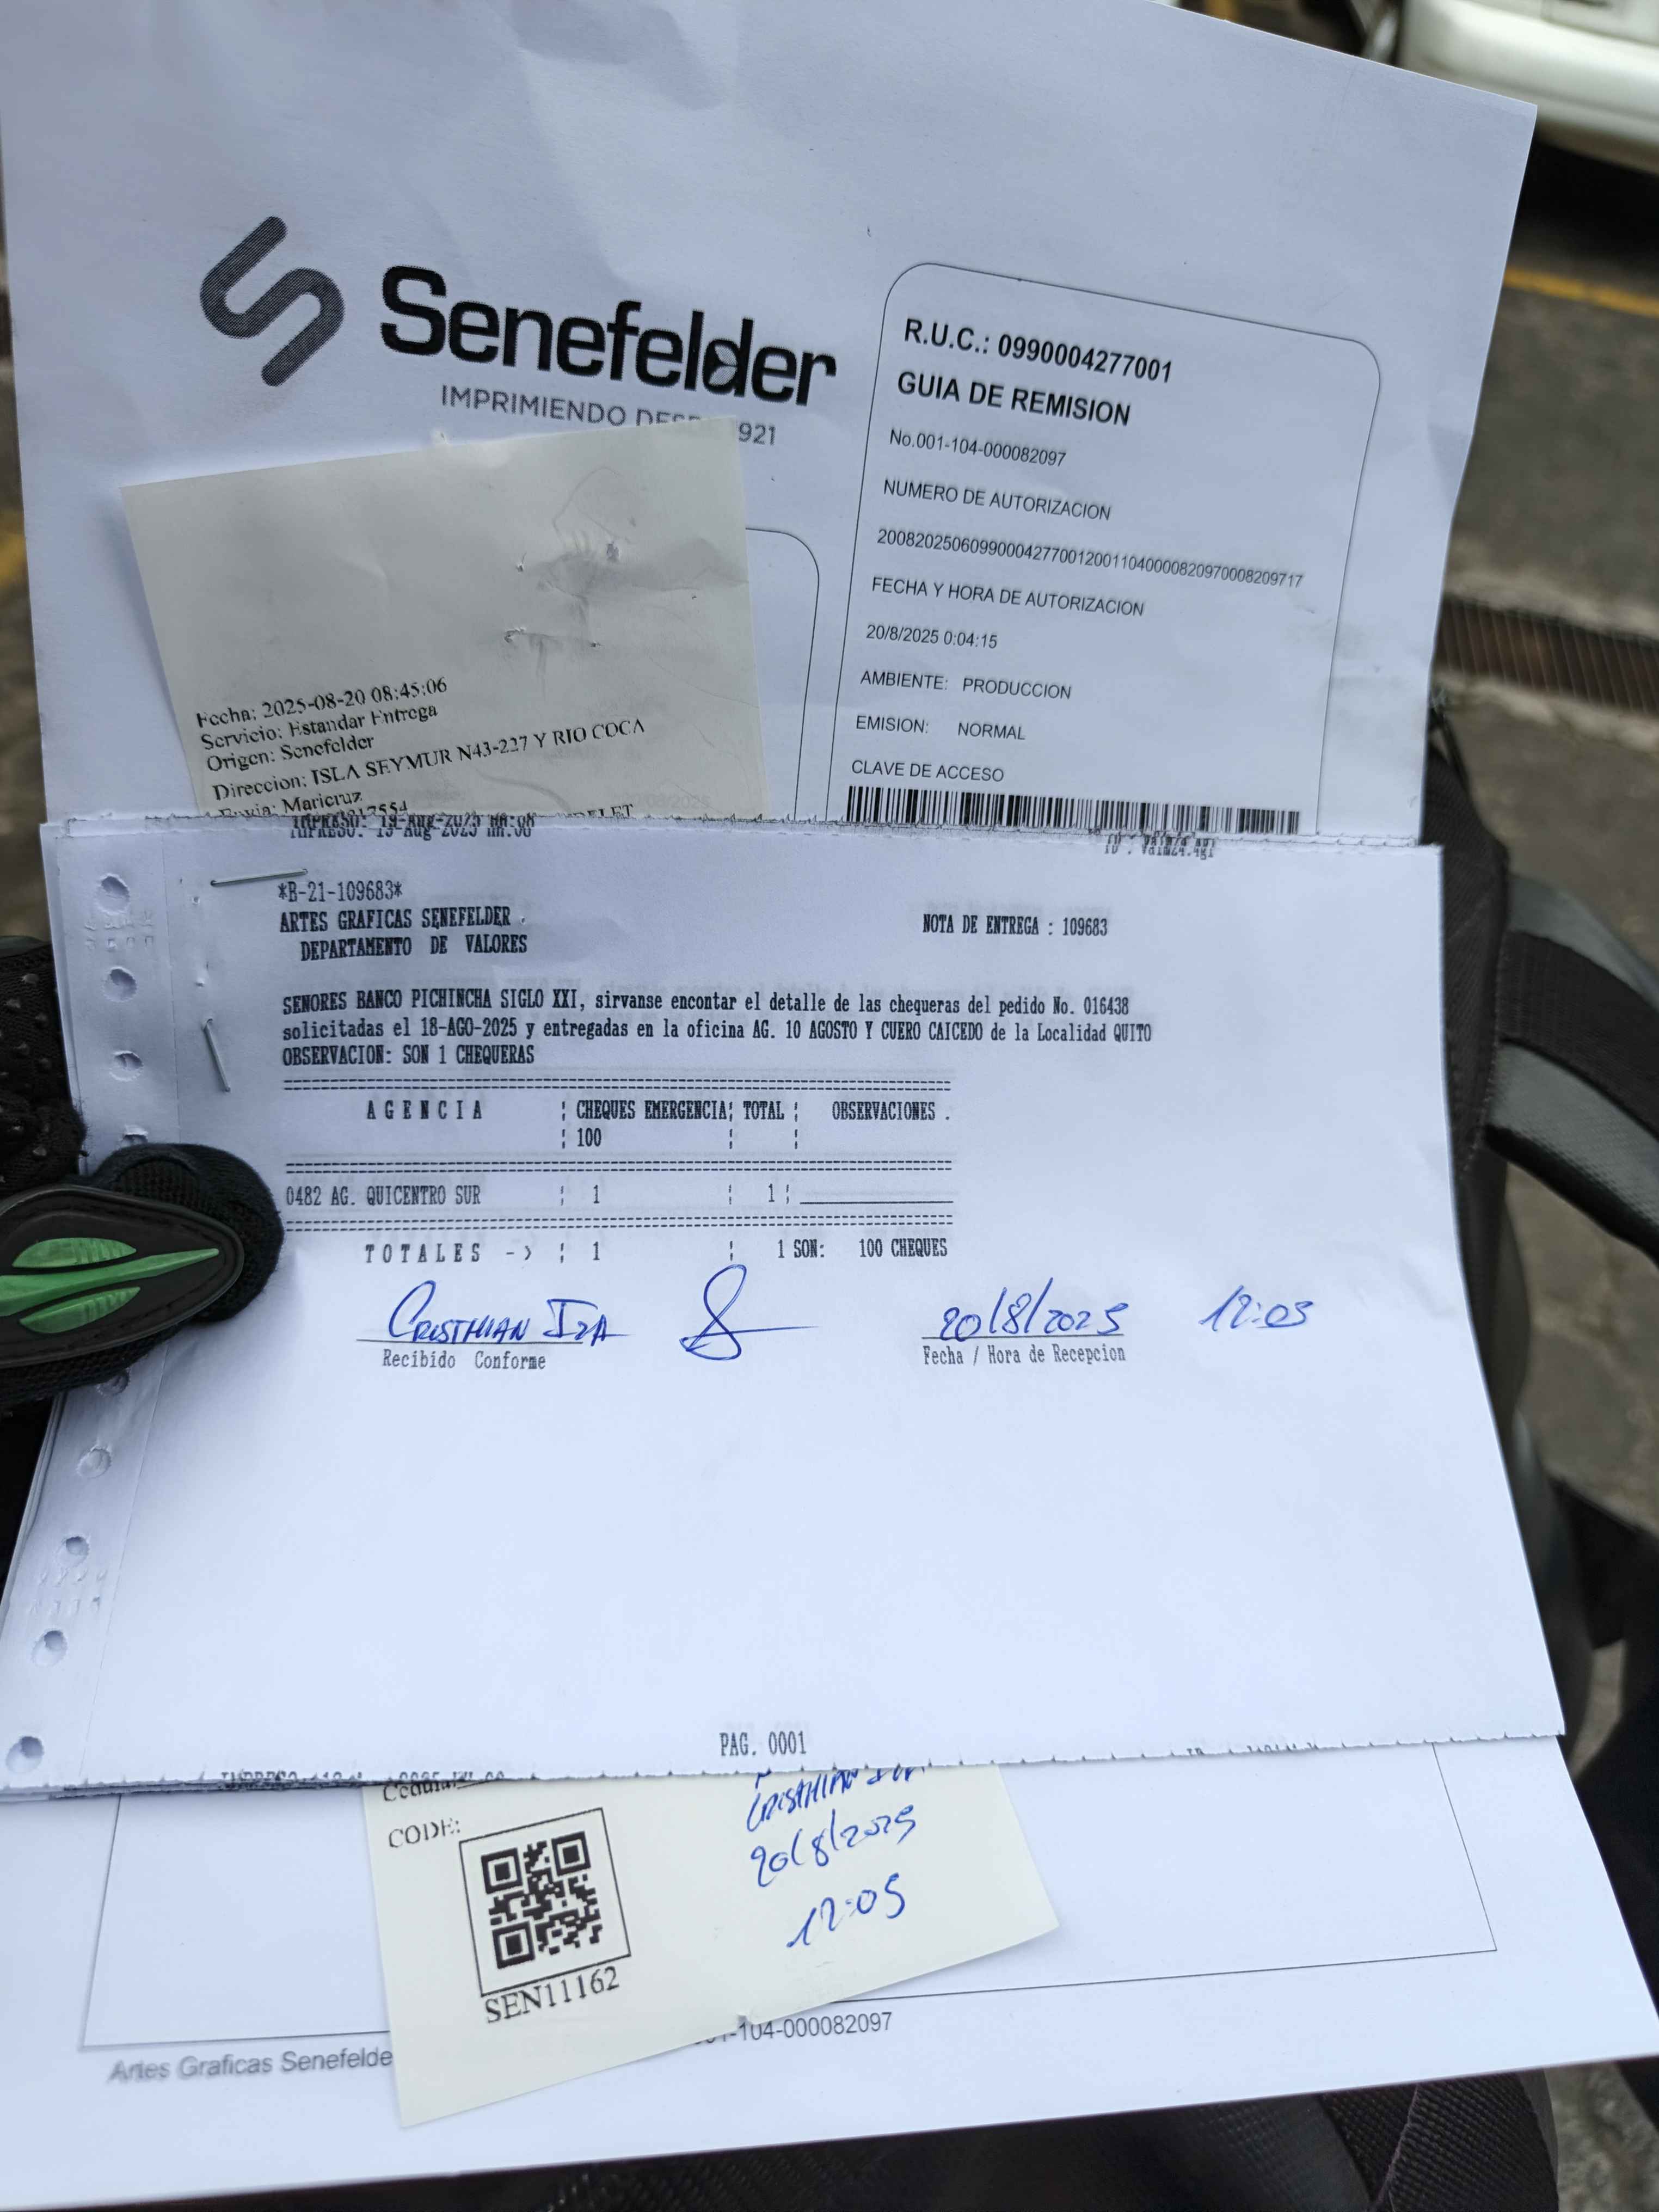 Senefelder
IMPRIMIENDO 921
R.U.C.: 0990004277001
GUIA DE REMISION
No.001-104-000082097
NUMERO DE AUTORIZACION
2008202506099000427700120011040000820970008209717
FECHA Y HORA DE AUTORIZACION
20/8/2025 0:04:15
AMBIENTE: PRODUCCION
EMISION: NORMAL
CLAVE DE ACCESO
Fecha: 2025-08-20 08:45:06
Servicio: Estandar Entrega
Origen: Senefelder
Direccion: ISLA SEYMUR N43-227 Y RIO COCA
Envia: Maricruz
*B-21-109683*
ARTES GRAFICAS SENEFELDER .
DEPARTAMENTO DE VALORES
NOTA DE ENTREGA : 109683
SENORES BANCO PICHINCHA SIGLO XXI, sirvanse encontar el detalle de las chequeras del pedido No. 016438
solicitadas el 18-AGO-2025 y entregadas en la oficina AG. 10 AGOSTO Y CUERO CAICEDO de la Localidad QUITO
OBSERVACION: SON 1 CHEQUERAS
A G E N C I A ¦ CHEQUES EMERGENCIA¦ TOTAL ¦ OBSERVACIONES .
¦ 100 ¦ ¦
0482 AG. QUICENTRO SUR ¦ 1 ¦ 1 ¦
T O T A L E S - > ¦ 1 ¦ 1 SON: 100 CHEQUES
CRISTHIAN IZA 20/8/2025 12:05
Recibido Conforme Fecha / Hora de Recepcion
PAG. 0001
CODE:
CRISTHIAN
20/8/2025
12:05
SEN11162
-104-000082097
Artes Graficas Senefelde